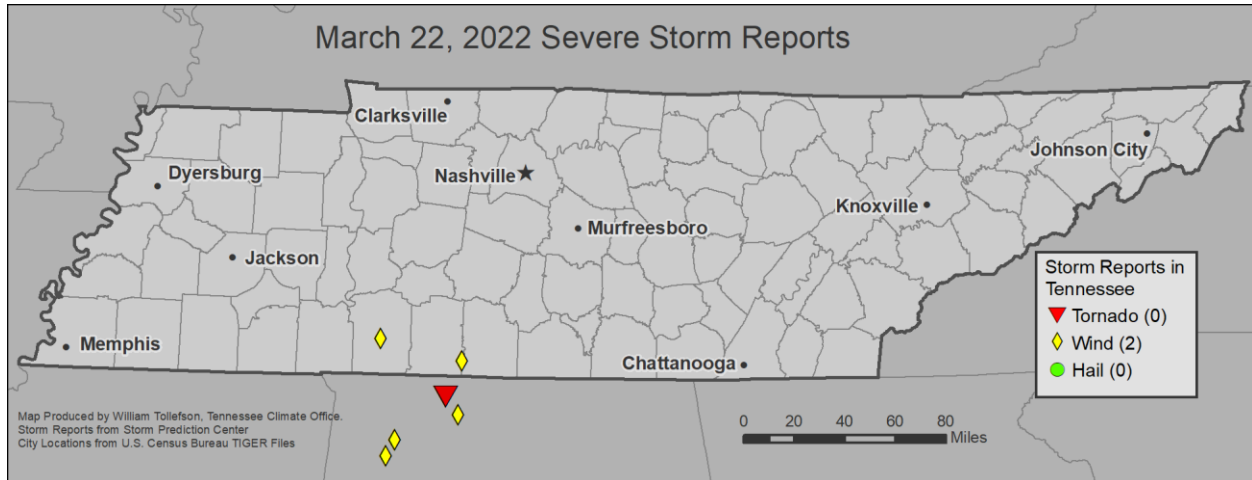 March 22, 2022 Severe Storm Reports
Clarksville
Johnson City
Dyersburg
Nashville
Knoxville
Murfreesboro
Jackson
Storm Reports in
Tennessee
Tornado (0)
Wind (2)
Hail (0)
Memphis
Chattanooga
Map Produced by William Tollefson, Tennessee Climate Office.
Storm Reports from Storm Prediction Center
City Locations from U.S. Census Bureau TIGER Files
0 20 40 60 80
Miles